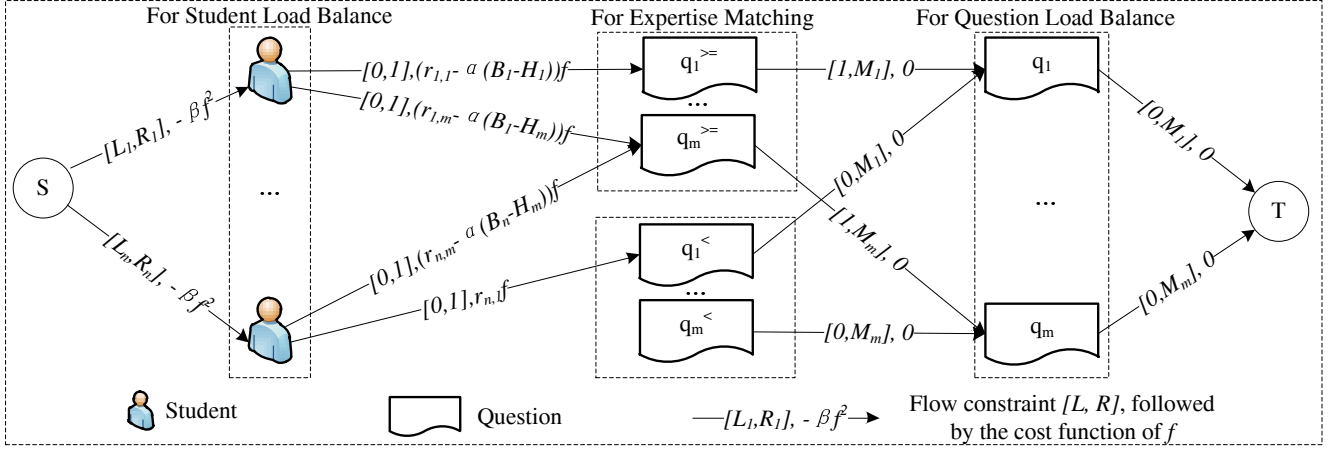 For Student Load Balance
For Expertise Matching
For Question Load Balance
[0,1],(r1,1- α (B1-H1))f
q1>=
[1,M1], 0
q1
[0,1],(r1,m- α (B1-Hm))f
...
[L1,R1], - βf²
qm>=
[0,M1], 0
[0,M1], 0
S
...
...
T
[0,1],(rn,m- α (Bn-Hm))f
[1,Mm], 0
q1<
[Ln,Rn], - βf²
[0,1],rn,1f
...
[0,Mm], 0
qm<
[0,Mm], 0
qm
Student
Question
[L1,R1], - βf²
Flow constraint [L, R], followed
by the cost function of f